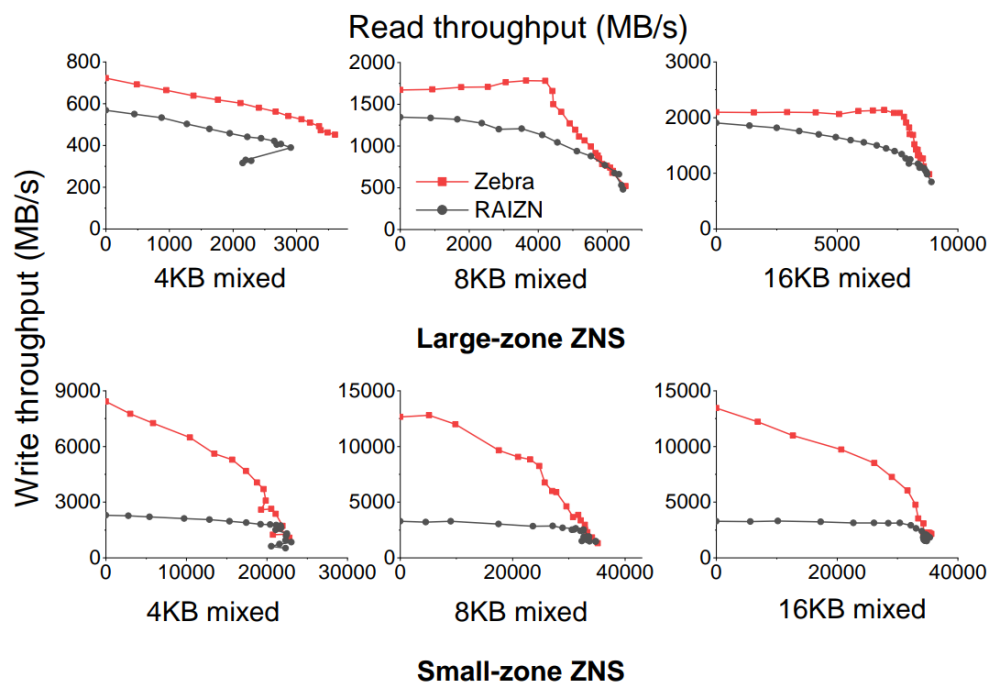 Read throughput (MB/s)
Write throughput (MB/s)
800
600
400
200
0
0 1000 2000 3000
4KB mixed
2000
1500
1000
500
0
0 2000 4000 6000
8KB mixed
Zebra
RAIZN
3000
2000
1000
0
0 5000 10000
16KB mixed
Large-zone ZNS
9000
6000
3000
0
0 10000 20000 30000
4KB mixed
15000
10000
5000
0
0 20000 40000
8KB mixed
15000
10000
5000
0
0 20000 40000
16KB mixed
Small-zone ZNS